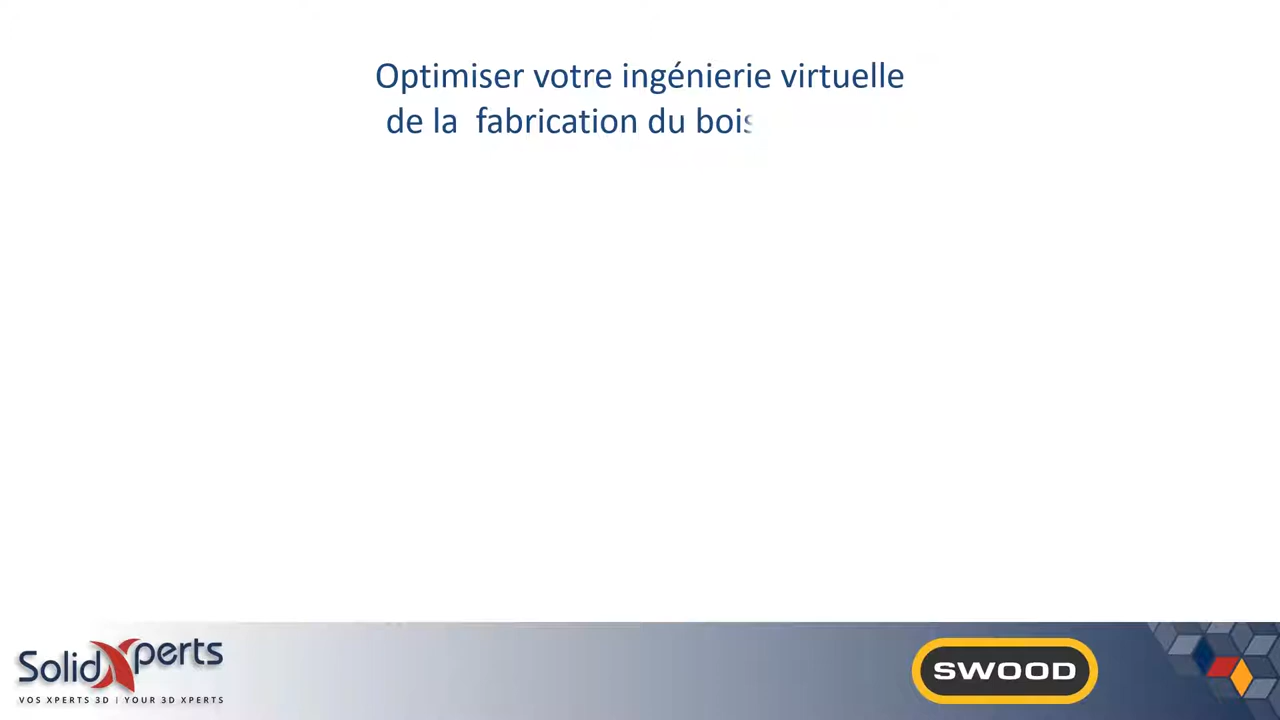 Optimiser votre ingénierie virtuelle
de la  fabrication du bois
SolidXperts
VOS XPERTS 3D | YOUR 3D XPERTS
SWOOD